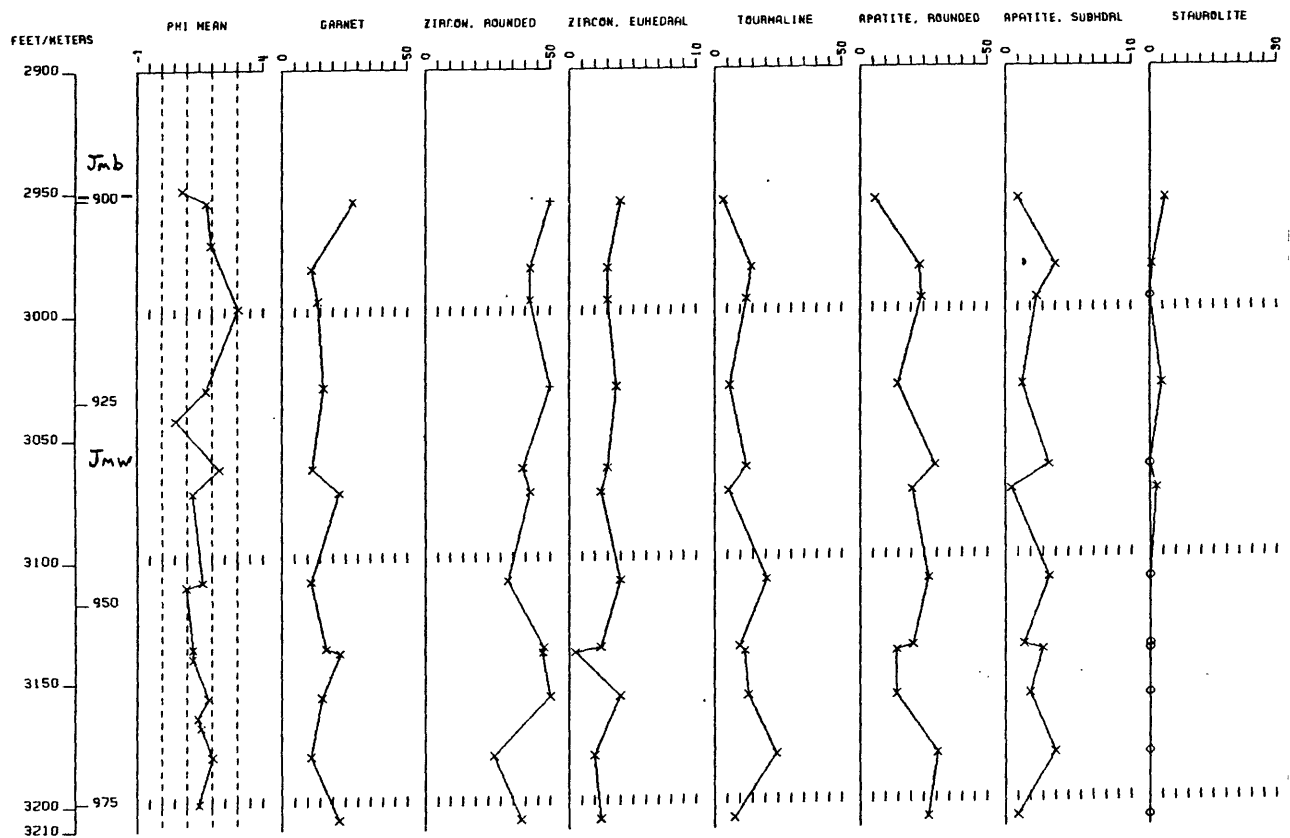 PHI MEAN GARNET ZIRCON, ROUNDED ZIRCON, EUHEDRAL TOURMALINE APATITE, ROUNDED APATITE, SUBHDRAL STAUROLITE
FEET/METERS
-1 4 0 50 0 50 0 50 0 50 0 50 0 10 0 30
2900
Jmb
2950 900
3000
925
3050
Jmw
3100
950
3150
3200 975
3210